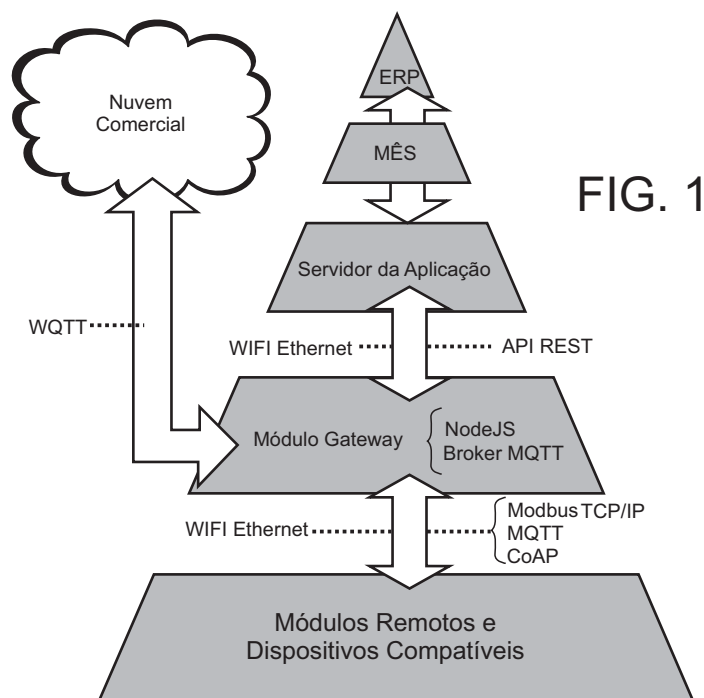 Nuvem
Comercial
ERP
MÊS
FIG. 1
Servidor da Aplicação
WQTT
WIFI Ethernet
API REST
Módulo Gateway
NodeJS
Broker MQTT
WIFI Ethernet
Modbus TCP/IP
MQTT
CoAP
Módulos Remotos e
Dispositivos Compatíveis